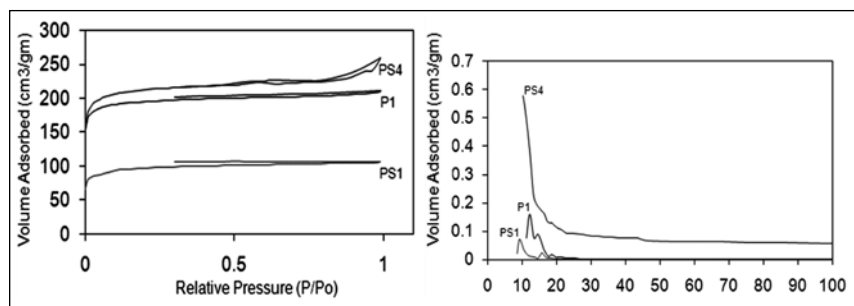 Volume Adsorbed (cm3/gm)
300
250
200
150
100
50
0
PS4
P1
PS1
0
0.5
1
Relative Pressure (P/Po)
Volume Adsorbed (cm3/gm)
0.7
0.6
0.5
0.4
0.3
0.2
0.1
0
PS4
P1
PS1
0 10 20 30 40 50 60 70 80 90 100